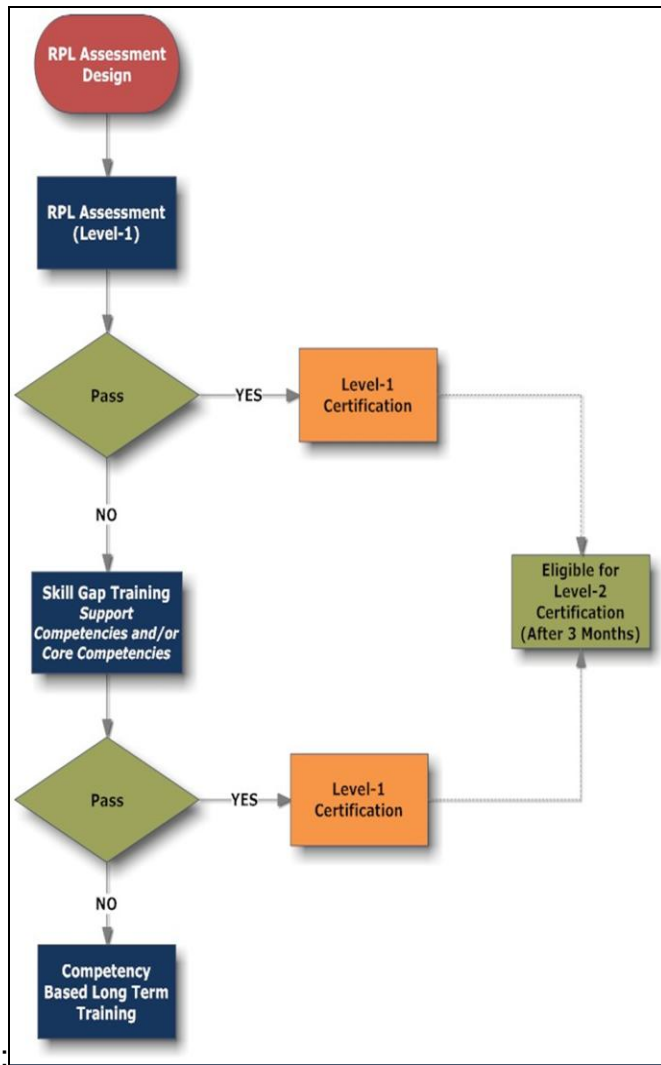 RPL Assessment
Design
RPL Assessment
(Level-1)
Pass
YES
Level-1
Certification
NO
Skill Gap Training
Support
Competencies and/or
Core Competencies
Eligible for
Level-2
Certification
(After 3 Months)
Pass
YES
Level-1
Certification
NO
Competency
Based Long Term
Training